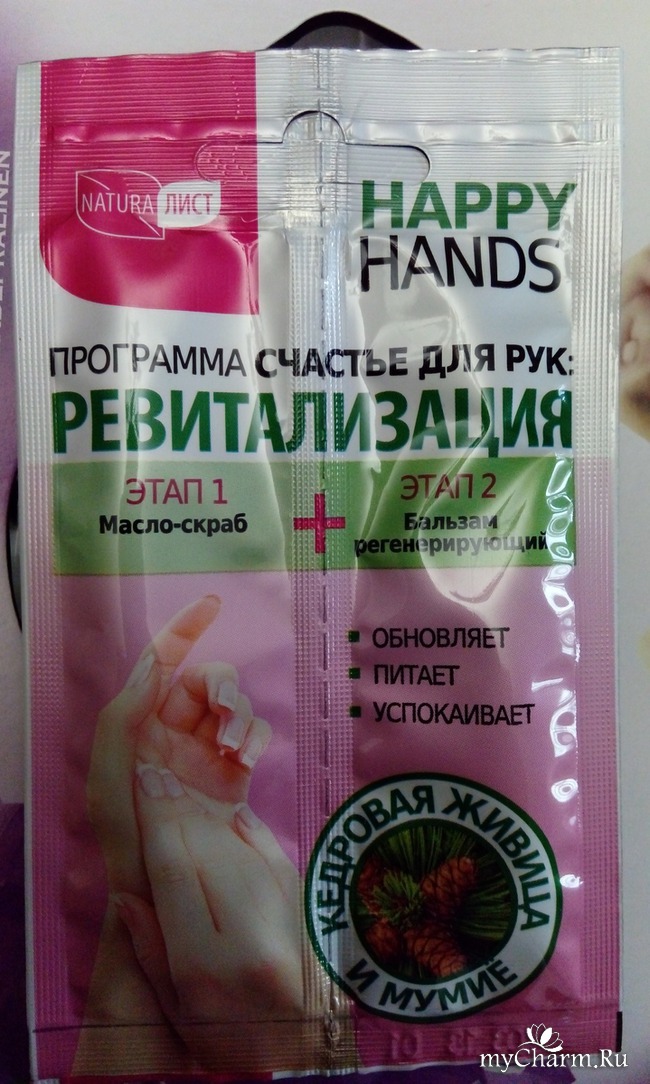 NATURA ЛИСТ
HAPPY
HANDS
ПРОГРАММА СЧАСТЬЕ ДЛЯ РУК:
РЕВИТАЛИЗАЦИЯ
ЭТАП 1
Масло-скраб
+
ЭТАП 2
Бальзам
регенерирующий
ОБНОВЛЯЕТ
ПИТАЕТ
УСПОКАИВАЕТ
КЕДРОВАЯ ЖИВИЦА
И МУМИЁ
myCharm.Ru